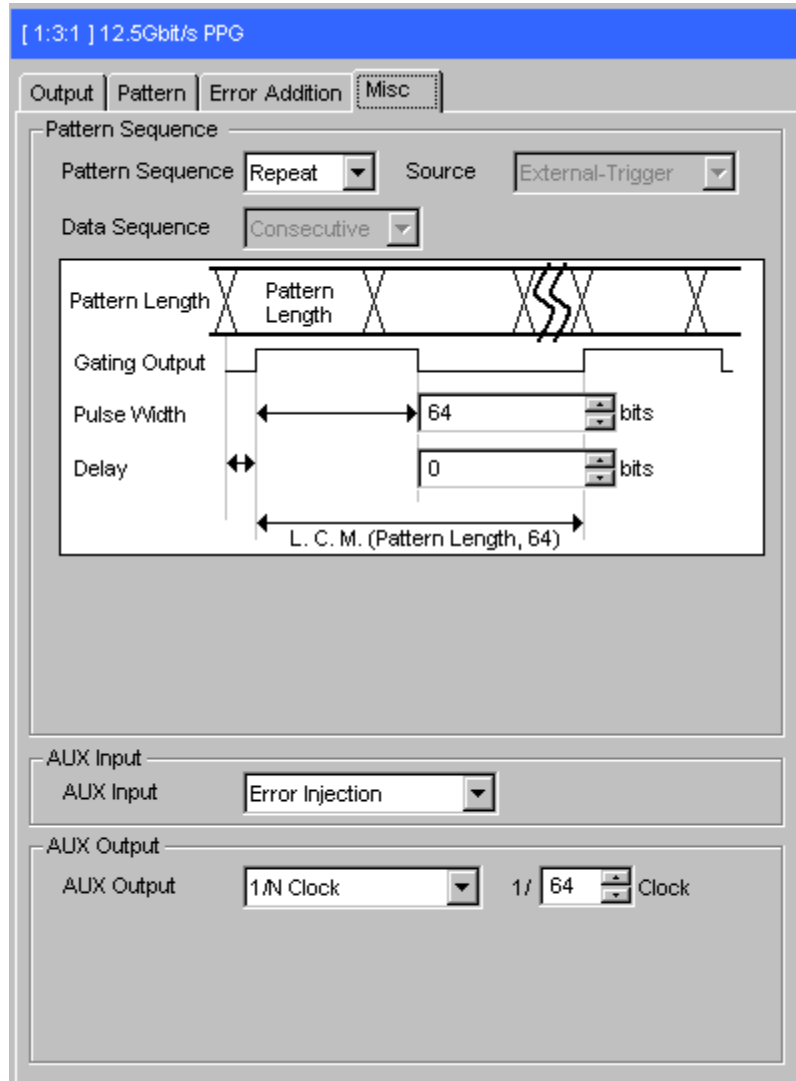 [ 1:3:1 ] 12.5Gbit/s PPG
Output Pattern Error Addition Misc
Pattern Sequence
Pattern Sequence Repeat Source External-Trigger
Data Sequence Consecutive
Pattern Length Pattern Length
Gating Output
Pulse Width 64 bits
Delay 0 bits
L. C. M. (Pattern Length, 64)
AUX Input
AUX Input Error Injection
AUX Output
AUX Output 1/N Clock 1/ 64 Clock